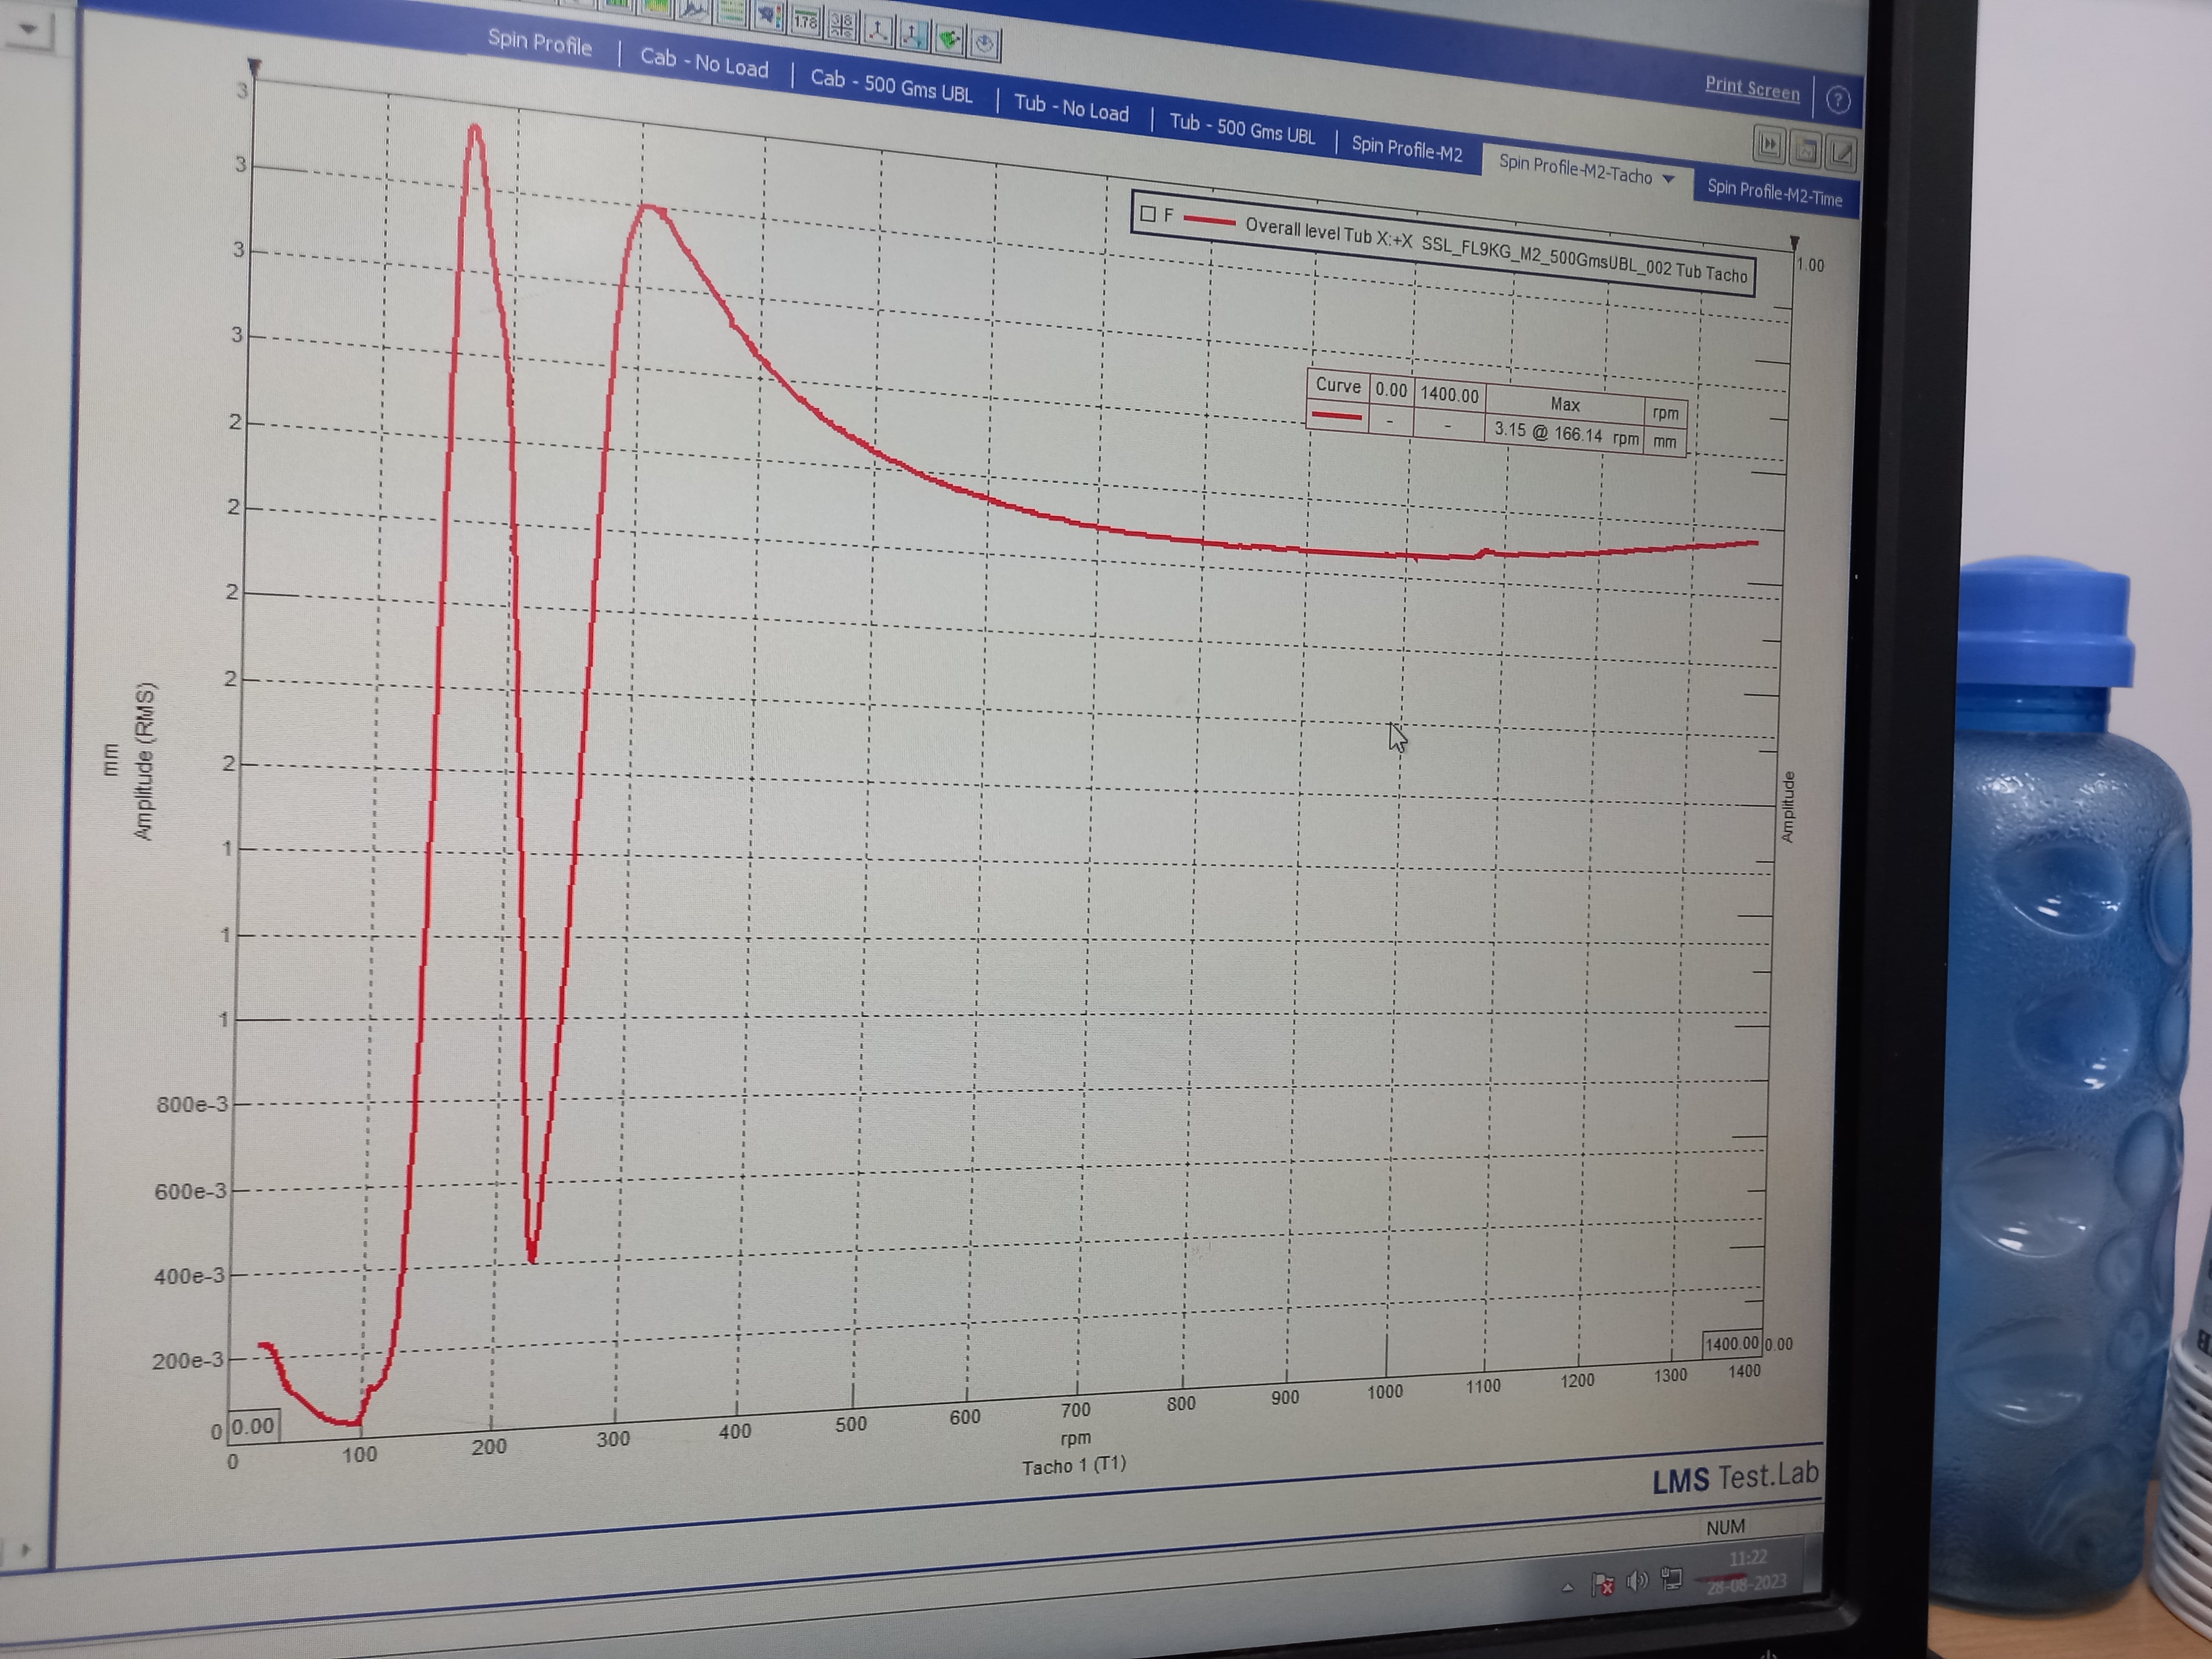 1.78
Spin Profile | Cab - No Load | Cab - 500 Gms UBL | Tub - No Load | Tub - 500 Gms UBL | Spin Profile-M2 | Spin Profile-M2-Tacho | Spin Profile-M2-Time
Print Screen ?
F Overall level Tub X:+X SSL_FL9KG_M2_500GmsUBL_002 Tub Tacho
1.00
Curve 0.00 1400.00 Max rpm
- - 3.15 @ 166.14 rpm mm
3
3
3
3
2
2
2
2
2
1
1
1
800e-3
600e-3
400e-3
200e-3
0
mm
Amplitude (RMS)
Amplitude
0.00
1400.00 0.00
0 100 200 300 400 500 600 700 800 900 1000 1100 1200 1300 1400
rpm
Tacho 1 (T1)
LMS Test.Lab
NUM
11:22
28-08-2023